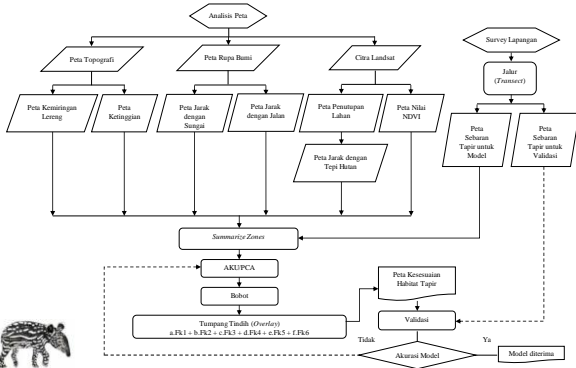 Analisis Peta
Survey Lapangan
Peta Topografi
Peta Rupa Bumi
Citra Landsat
Jalur
(Transect)
Peta Kemiringan
Lereng
Peta
Ketinggian
Peta Jarak
dengan
Sungai
Peta Jarak
dengan Jalan
Peta Penutupan
Lahan
Peta Nilai
NDVI
Peta
Sebaran
Tapir untuk
Model
Peta
Sebaran
Tapir untuk
Validasi
Peta Jarak dengan
Tepi Hutan
Summarize Zones
AKU/PCA
Bobot
Tumpang Tindih (Overlay)
a.Fk1 + b.Fk2 + c.Fk3 + d.Fk4 + e.Fk5 + f.Fk6
Peta Kesesuaian
Habitat Tapir
Validasi
Tidak
Ya
Akurasi Model
Model diterima